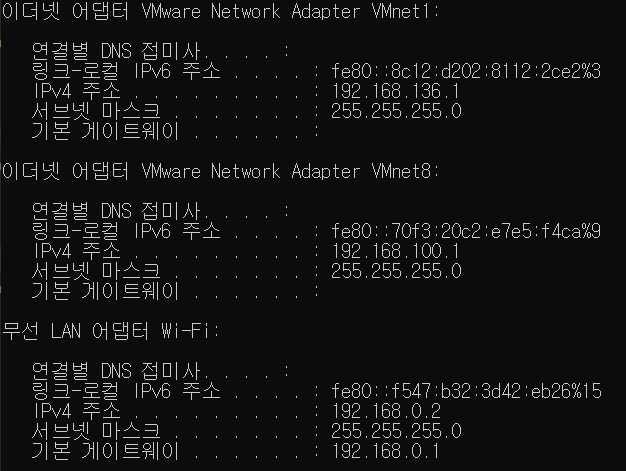 이더넷 어댑터 VMware Network Adapter VMnet1:
연결별 DNS 접미사. . . . :
링크-로컬 IPv6 주소 . . . . : fe80::8c12:d202:8112:2ce2%3
IPv4 주소 . . . . . . . . . : 192.168.136.1
서브넷 마스크 . . . . . . . : 255.255.255.0
기본 게이트웨이 . . . . . . :
이더넷 어댑터 VMware Network Adapter VMnet8:
연결별 DNS 접미사. . . . :
링크-로컬 IPv6 주소 . . . . : fe80::70f3:20c2:e7e5:f4ca%9
IPv4 주소 . . . . . . . . . : 192.168.100.1
서브넷 마스크 . . . . . . . : 255.255.255.0
기본 게이트웨이 . . . . . . :
무선 LAN 어댑터 Wi-Fi:
연결별 DNS 접미사. . . . :
링크-로컬 IPv6 주소 . . . . : fe80::f547:b32:3d42:eb26%15
IPv4 주소 . . . . . . . . . : 192.168.0.2
서브넷 마스크 . . . . . . . : 255.255.255.0
기본 게이트웨이 . . . . . . : 192.168.0.1